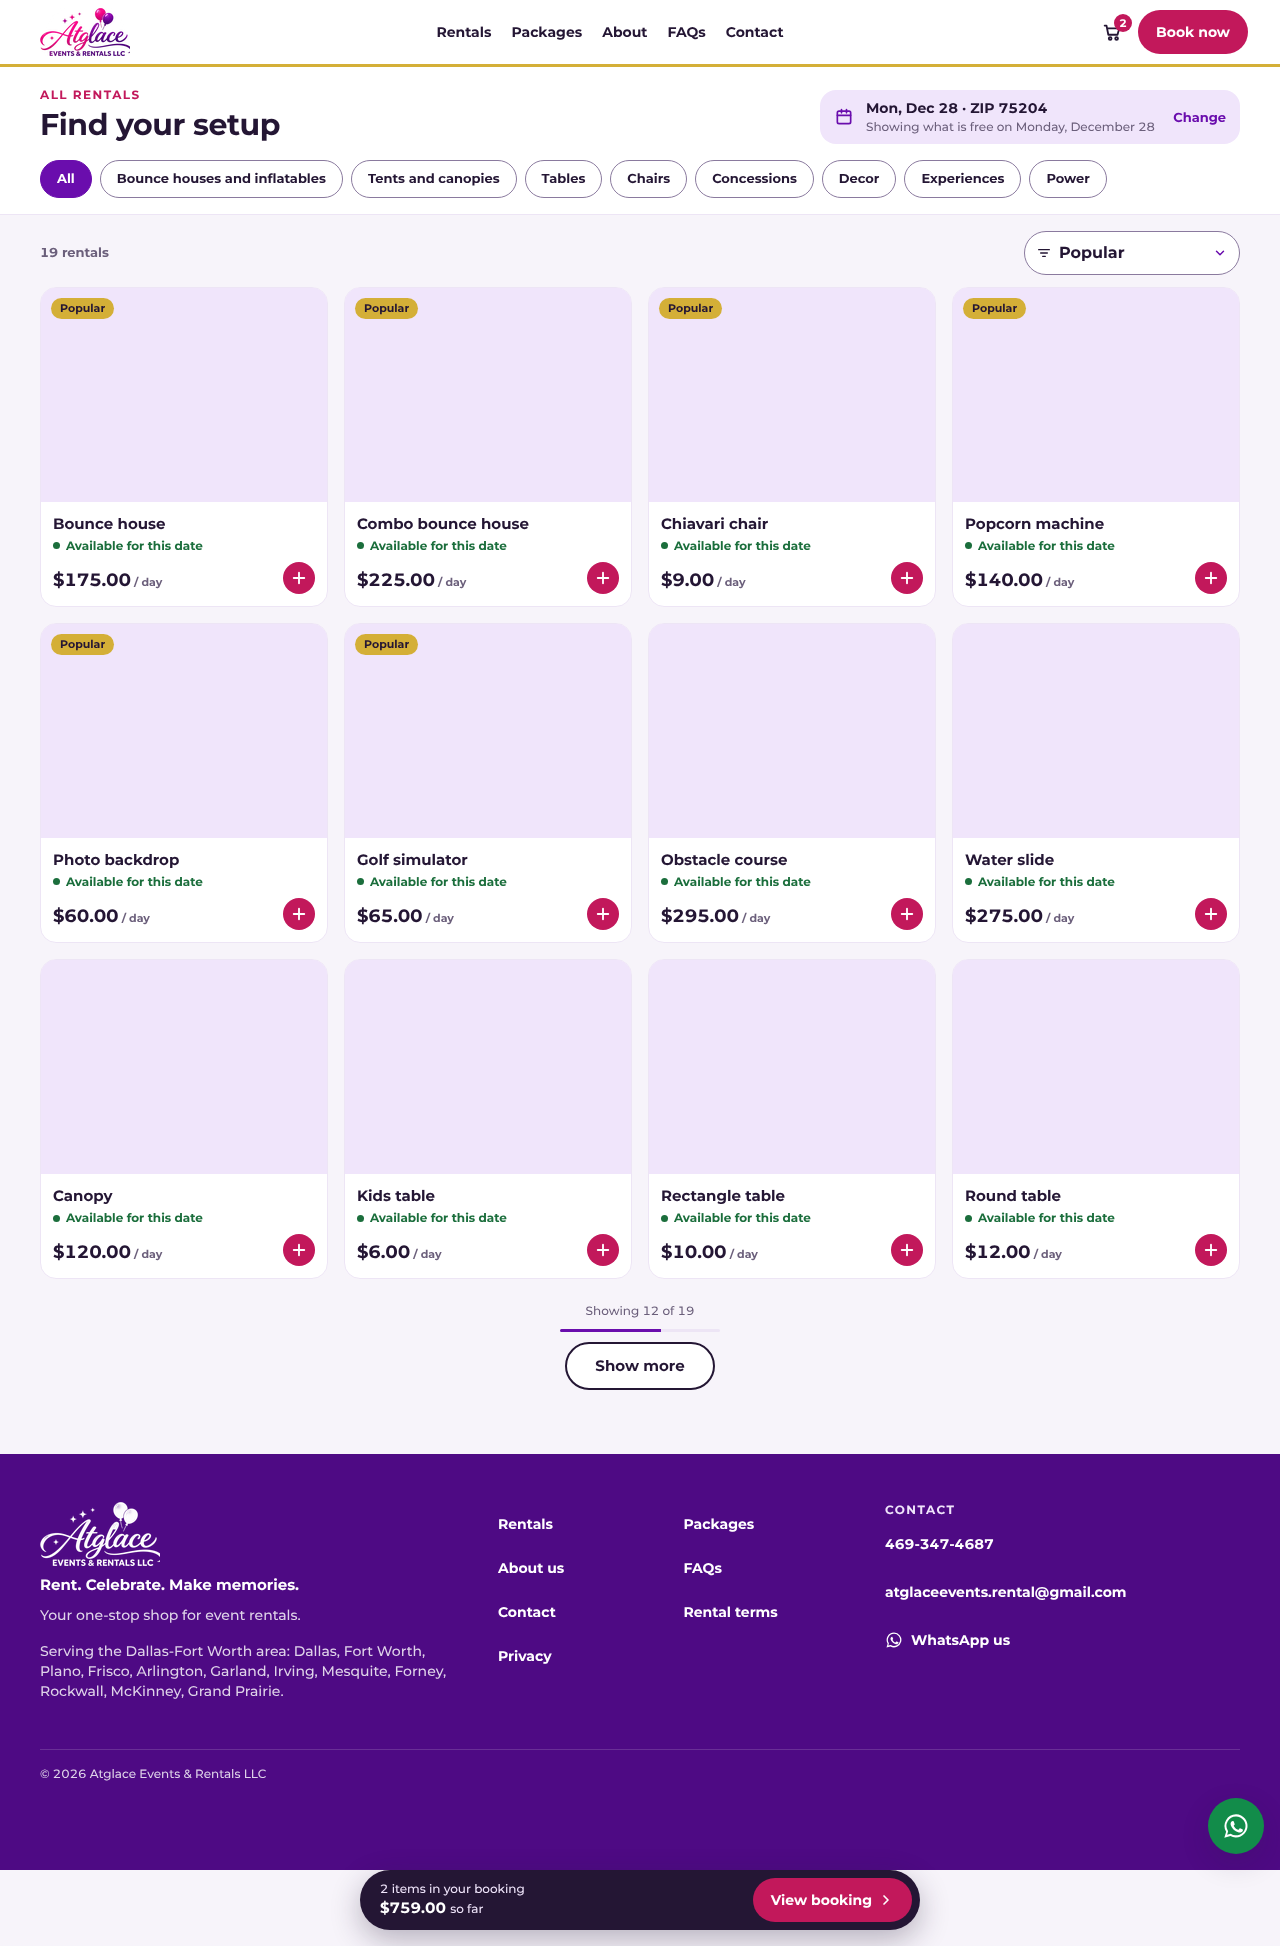 Atglace
EVENTS & RENTALS LLC
Rentals
Packages
About
FAQs
Contact
2
Book now
ALL RENTALS
Find your setup
Mon, Dec 28 · ZIP 75204
Showing what is free on Monday, December 28
Change
All
Bounce houses and inflatables
Tents and canopies
Tables
Chairs
Concessions
Decor
Experiences
Power
19 rentals
Popular
Popular
Popular
Popular
Popular
Bounce house
Available for this date
$175.00 / day
Combo bounce house
Available for this date
$225.00 / day
Chiavari chair
Available for this date
$9.00 / day
Popcorn machine
Available for this date
$140.00 / day
Popular
Popular
Photo backdrop
Available for this date
$60.00 / day
Golf simulator
Available for this date
$65.00 / day
Obstacle course
Available for this date
$295.00 / day
Water slide
Available for this date
$275.00 / day
Canopy
Available for this date
$120.00 / day
Kids table
Available for this date
$6.00 / day
Rectangle table
Available for this date
$10.00 / day
Round table
Available for this date
$12.00 / day
Showing 12 of 19
Show more
Atglace
EVENTS & RENTALS LLC
Rent. Celebrate. Make memories.
Your one-stop shop for event rentals.
Serving the Dallas-Fort Worth area: Dallas, Fort Worth,
Plano, Frisco, Arlington, Garland, Irving, Mesquite, Forney,
Rockwall, McKinney, Grand Prairie.
Rentals
Packages
About us
FAQs
Contact
Rental terms
Privacy
CONTACT
469-347-4687
atglaceevents.rental@gmail.com
WhatsApp us
© 2026 Atglace Events & Rentals LLC
2 items in your booking
$759.00 so far
View booking